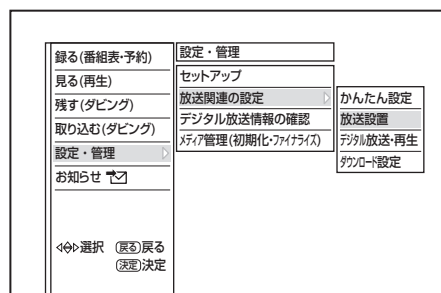 録る(番組表・予約)
見る(再生)
残す(ダビング)
取り込む(ダビング)
設定・管理
お知らせ
選択 戻る戻る
決定決定
設定・管理
セットアップ
放送関連の設定
デジタル放送情報の確認
メディア管理(初期化・ファイナライズ)
かんたん設定
放送設置
デジタル放送・再生
ダウンロード設定